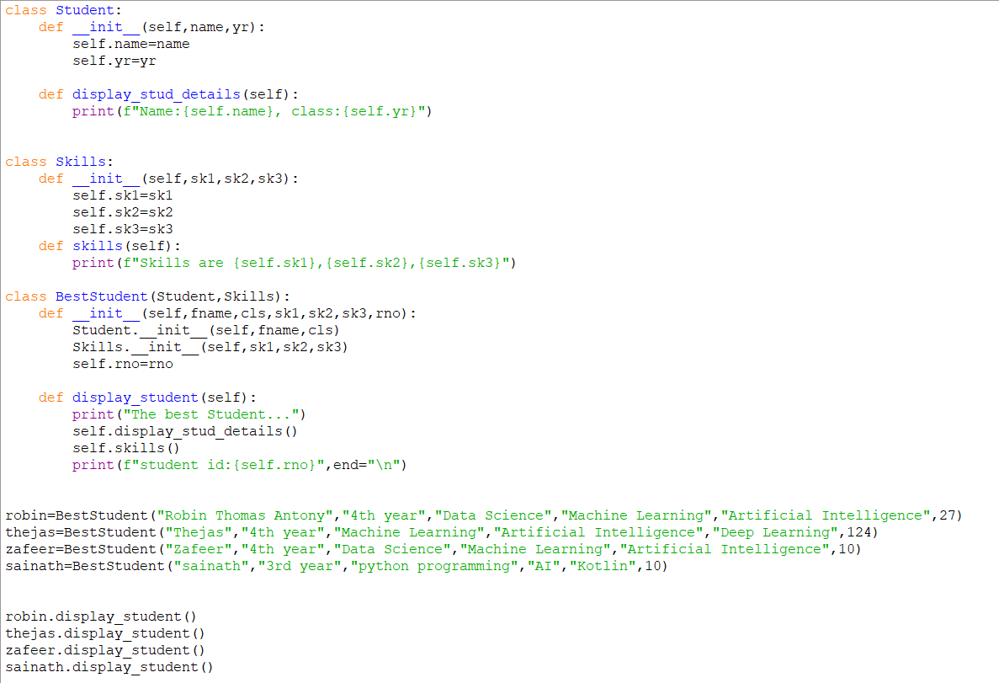 class Student:
    def __init__(self,name,yr):
        self.name=name
        self.yr=yr
    def display_stud_details(self):
        print(f"Name:{self.name}, class:{self.yr}")
class Skills:
    def __init__(self,sk1,sk2,sk3):
        self.sk1=sk1
        self.sk2=sk2
        self.sk3=sk3
    def skills(self):
        print(f"Skills are {self.sk1},{self.sk2},{self.sk3}")
class BestStudent(Student,Skills):
    def __init__(self,fname,cls,sk1,sk2,sk3,rno):
        Student.__init__(self,fname,cls)
        Skills.__init__(self,sk1,sk2,sk3)
        self.rno=rno
    def display_student(self):
        print("The best Student...")
        self.display_stud_details()
        self.skills()
        print(f"student id:{self.rno}",end="\n")
robin=BestStudent("Robin Thomas Antony","4th year","Data Science","Machine Learning","Artificial Intelligence",27)
thejas=BestStudent("Thejas","4th year","Machine Learning","Artificial Intelligence","Deep Learning",124)
zafeer=BestStudent("Zafeer","4th year","Data Science","Machine Learning","Artificial Intelligence",10)
sainath=BestStudent("sainath","3rd year","python programming","AI","Kotlin",10)
robin.display_student()
thejas.display_student()
zafeer.display_student()
sainath.display_student()